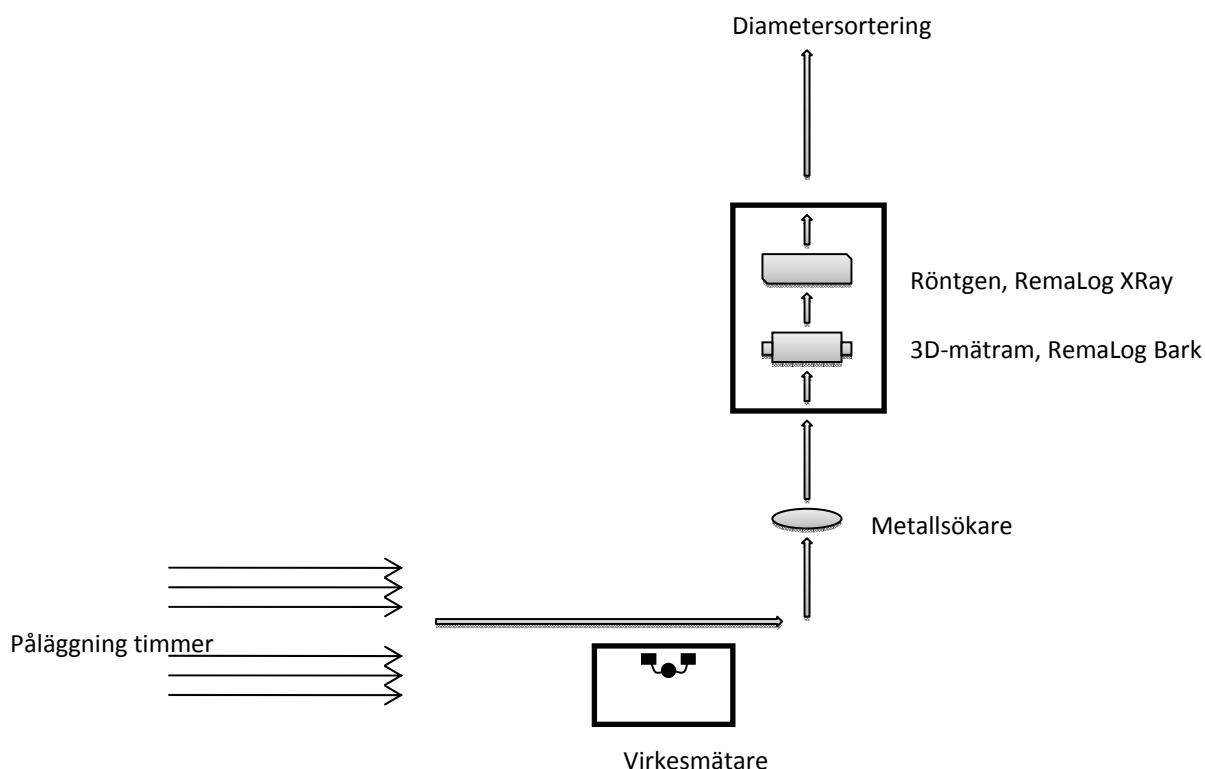 Diametersortering
Röntgen, RemaLog XRay
3D-mätram, RemaLog Bark
Metallsökare
Påläggning timmer
Virkesmätare